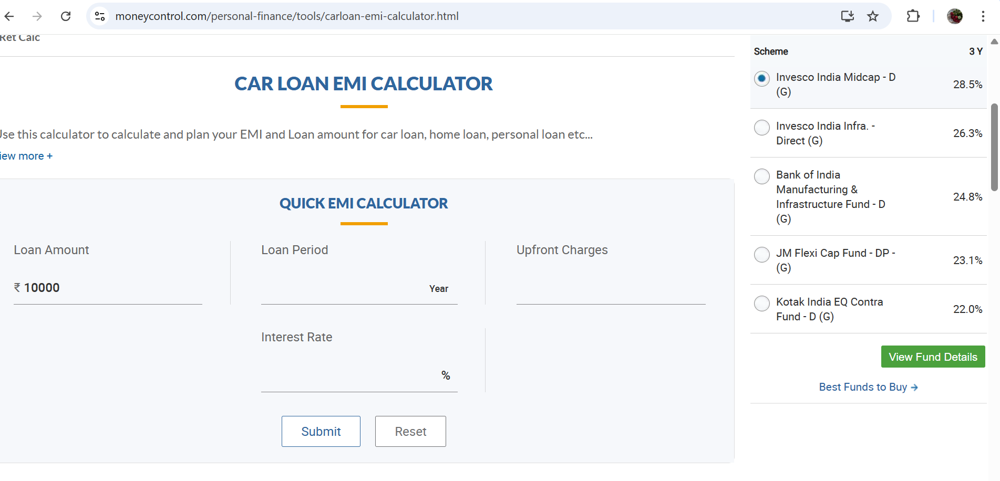 moneycontrol.com/personal-finance/tools/carloan-emi-calculator.html
Ret Calc
CAR LOAN EMI CALCULATOR
Use this calculator to calculate and plan your EMI and Loan amount for car loan, home loan, personal loan etc...
iew more +
QUICK EMI CALCULATOR
Loan Amount
₹ 10000
Loan Period
Year
Upfront Charges
Interest Rate
%
Submit
Reset
Scheme 3 Y
Invesco India Midcap - D
(G)
28.5%
Invesco India Infra. -
Direct (G)
26.3%
Bank of India
Manufacturing &
Infrastructure Fund - D
(G)
24.8%
JM Flexi Cap Fund - DP -
(G)
23.1%
Kotak India EQ Contra
Fund - D (G)
22.0%
View Fund Details
Best Funds to Buy →